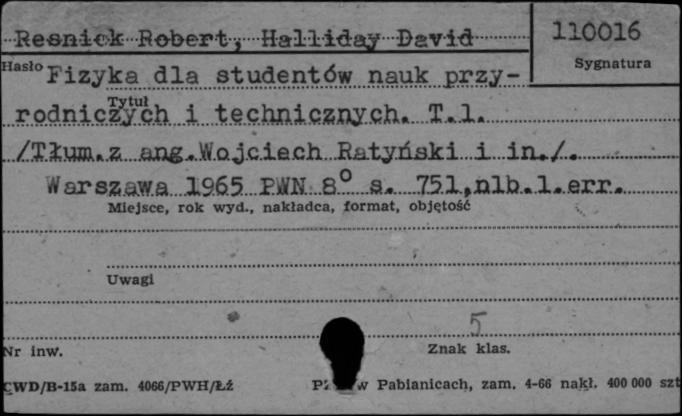 Resnick Robert, Halliday David
110016
Sygnatura
Hasło
Fizyka dla studentów nauk przy-
Tytuł
rodniczych i technicznych. T.1.
/Tłum.z ang.Wojciech Ratyński i in./.
Warszawa 1965 PWN 8° s. 751,nlb.1.err.
Miejsce, rok wyd., nakładca, format, objętość
Uwagi
5
Nr inw.
Znak klas.
CWD/B-15a zam. 4066/PWH/Łź
w Pabianicach, zam. 4-66 nakł. 400 000 szt